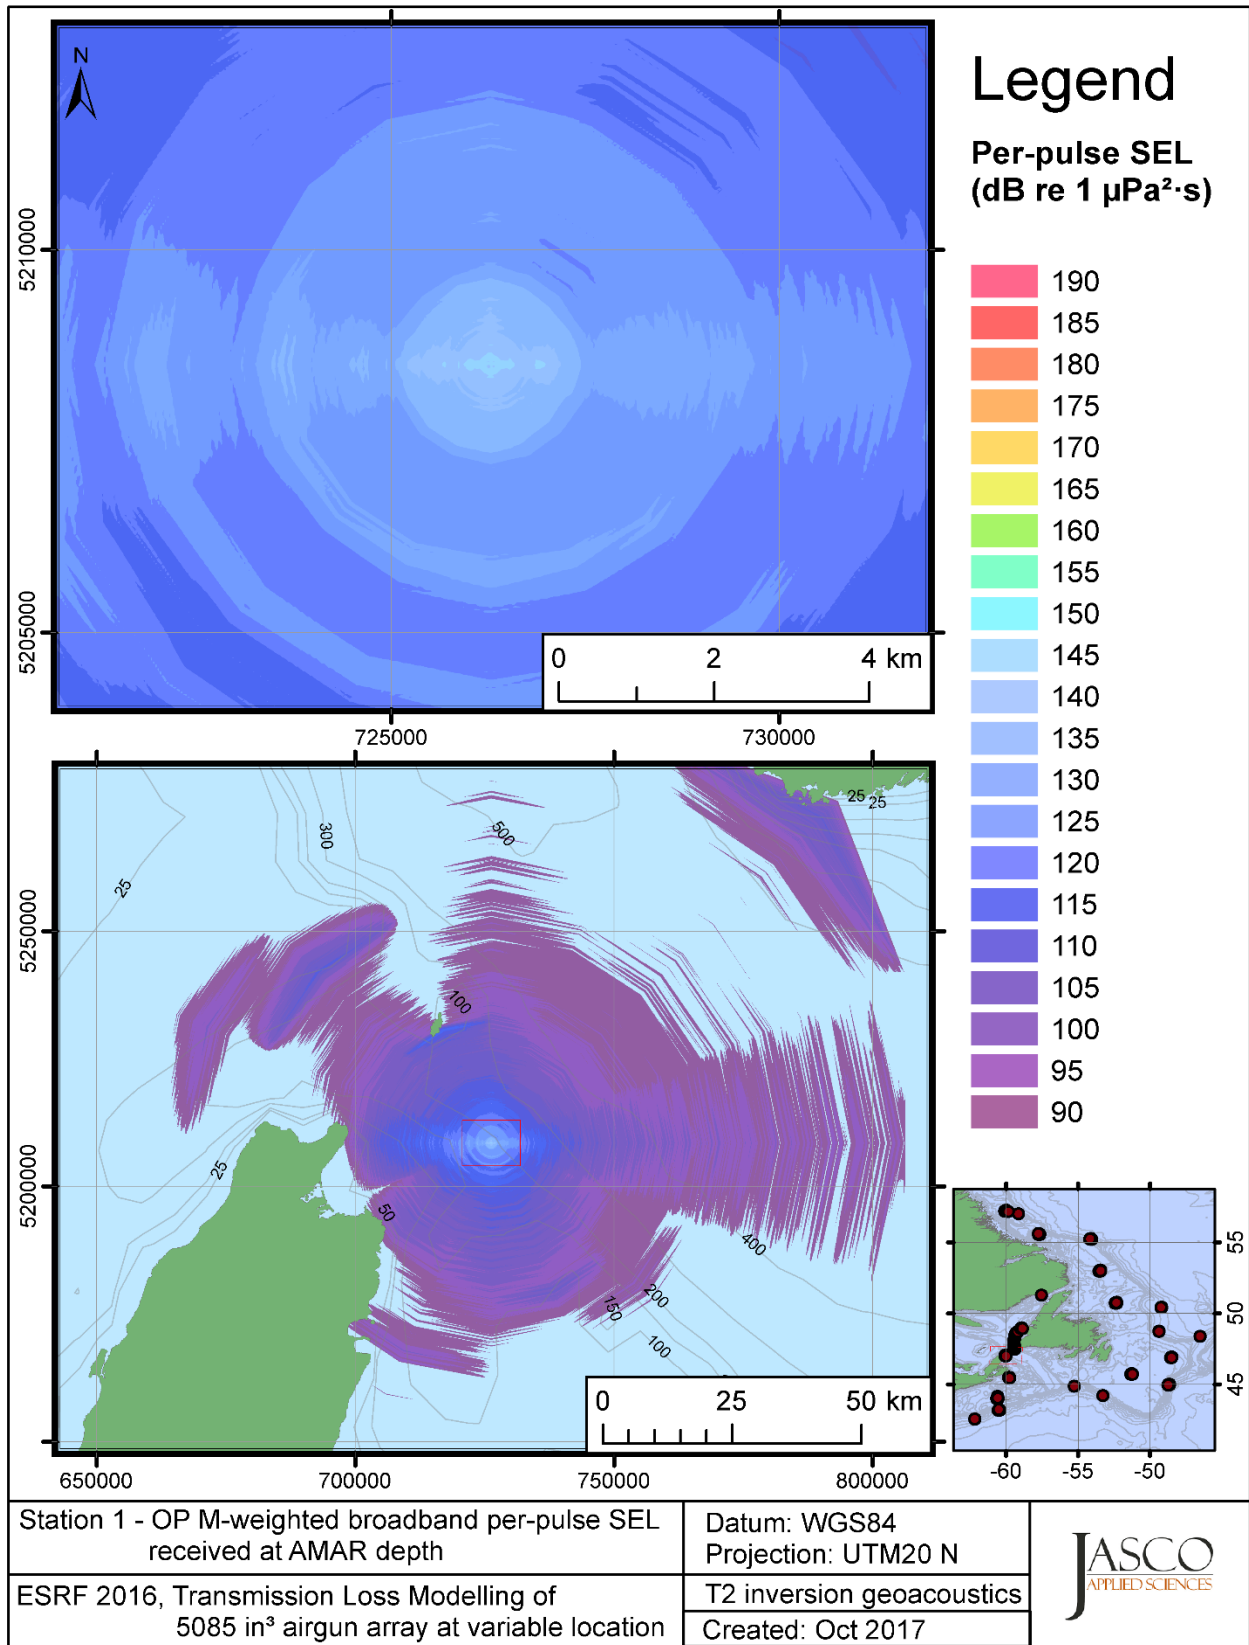 N
5210000
5205000
0 2 4 km
725000 730000
Legend
Per-pulse SEL
(dB re 1 µPa²·s)
190
185
180
175
170
165
160
155
150
145
140
135
130
125
120
115
110
105
100
95
90
25
300
500
25 25
100
25
50
400
200
150
100
5250000
5200000
0 25 50 km
650000 700000 750000 800000
55
50
45
-60 -55 -50
Station 1 - OP M-weighted broadband per-pulse SEL
received at AMAR depth
ESRF 2016, Transmission Loss Modelling of
5085 in³ airgun array at variable location
Datum: WGS84
Projection: UTM20 N
T2 inversion geoacoustics
Created: Oct 2017
JASCO
APPLIED SCIENCES